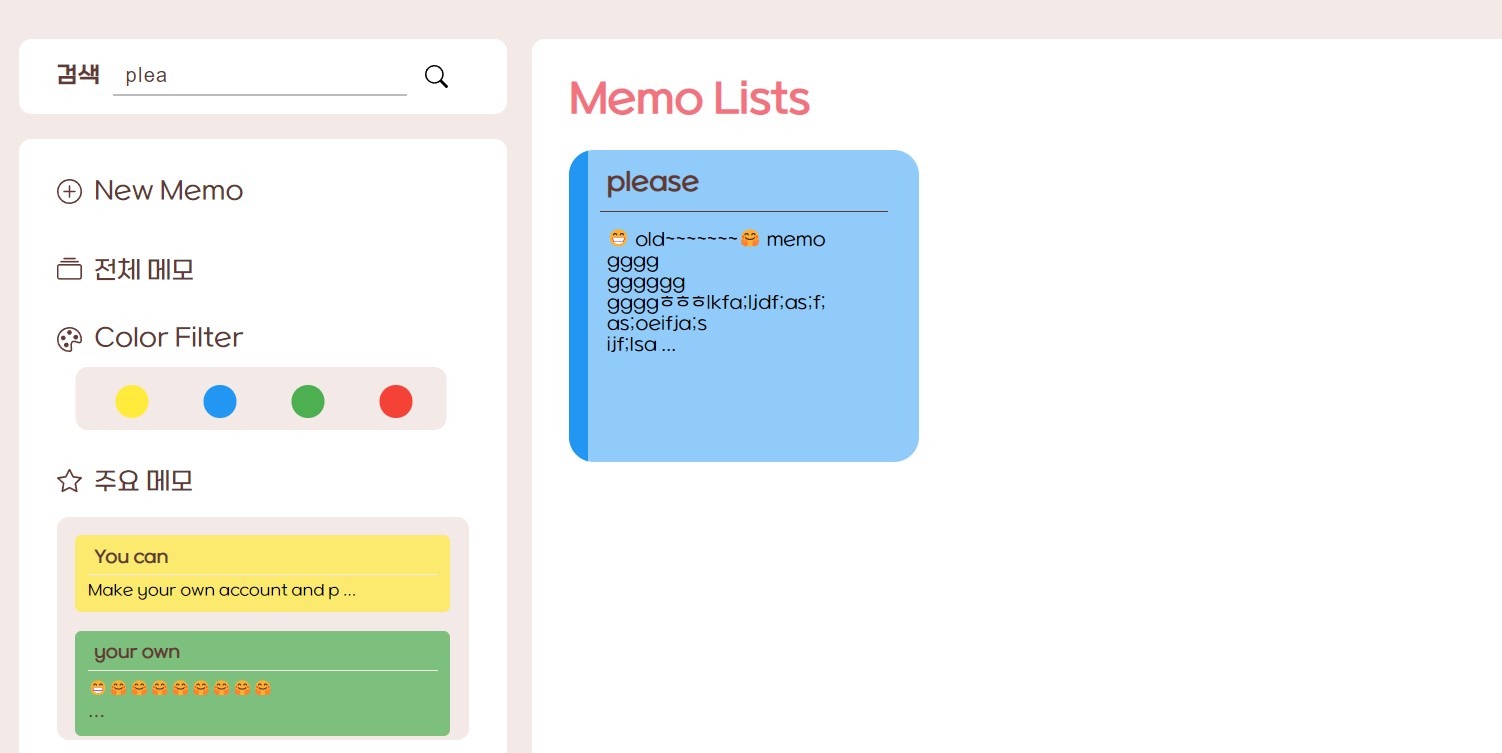 검색 plea
New Memo
전체 메모
Color Filter
주요 메모
You can
Make your own account and p ...
your own
😁🤗🤗🤗🤗🤗🤗🤗🤗
...
Memo Lists
please
😁 old~~~~~~~🤗 memo
gggg
gggggg
ggggㅎㅎㅎlkfa;ljdf;as;f;
as;oeifja;s
ijf;lsa ...